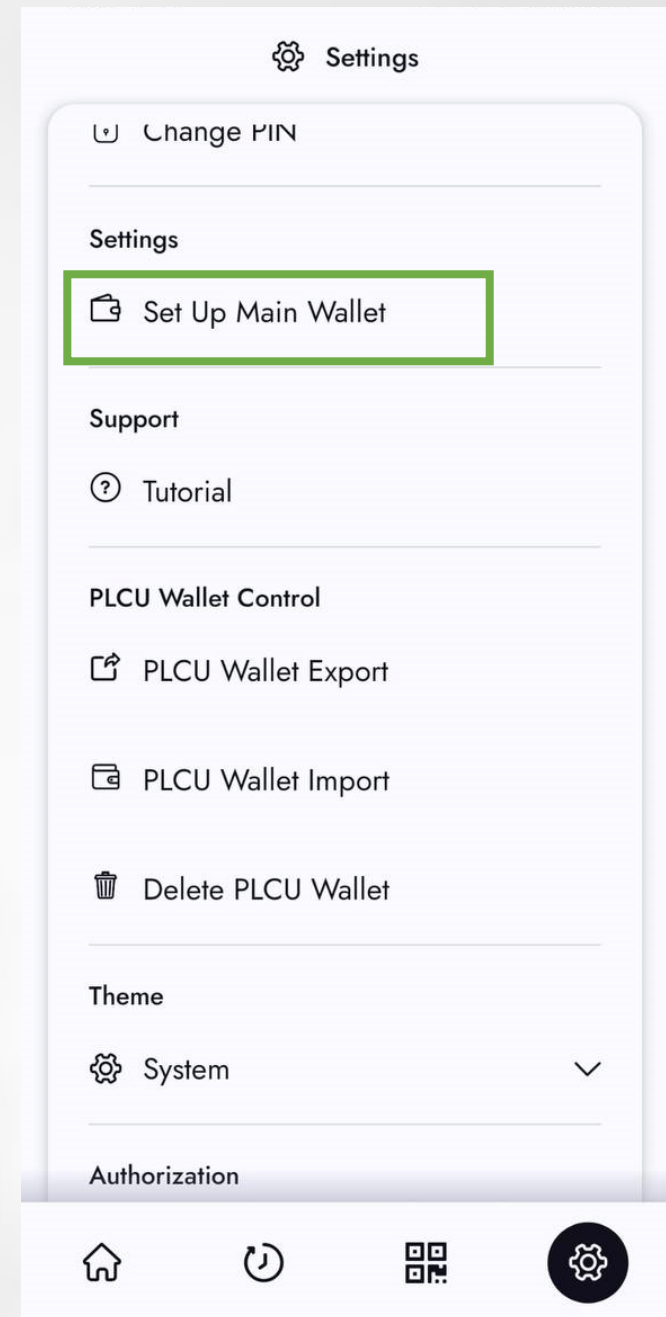 Settings
Change PIN
Settings
Set Up Main Wallet
Support
Tutorial
PLCU Wallet Control
PLCU Wallet Export
PLCU Wallet Import
Delete PLCU Wallet
Theme
System
Authorization